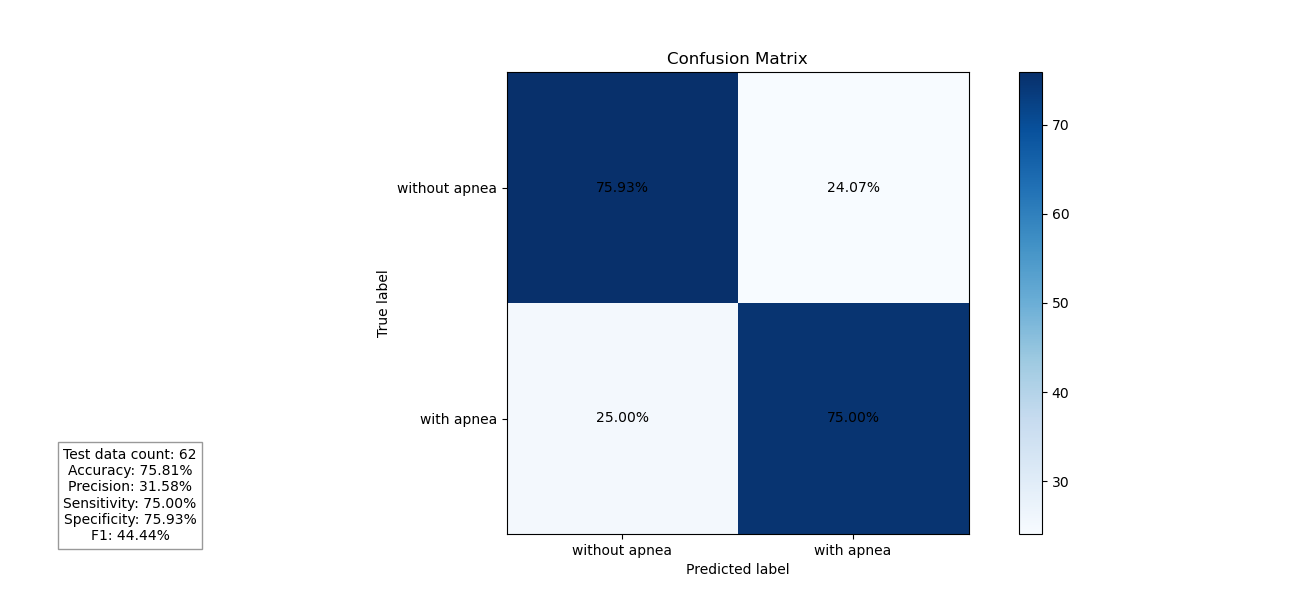 Confusion Matrix
without apnea
75.93%
24.07%
with apnea
25.00%
75.00%
True label
without apnea
with apnea
Predicted label
70
60
50
40
30
Test data count: 62
Accuracy: 75.81%
Precision: 31.58%
Sensitivity: 75.00%
Specificity: 75.93%
F1: 44.44%